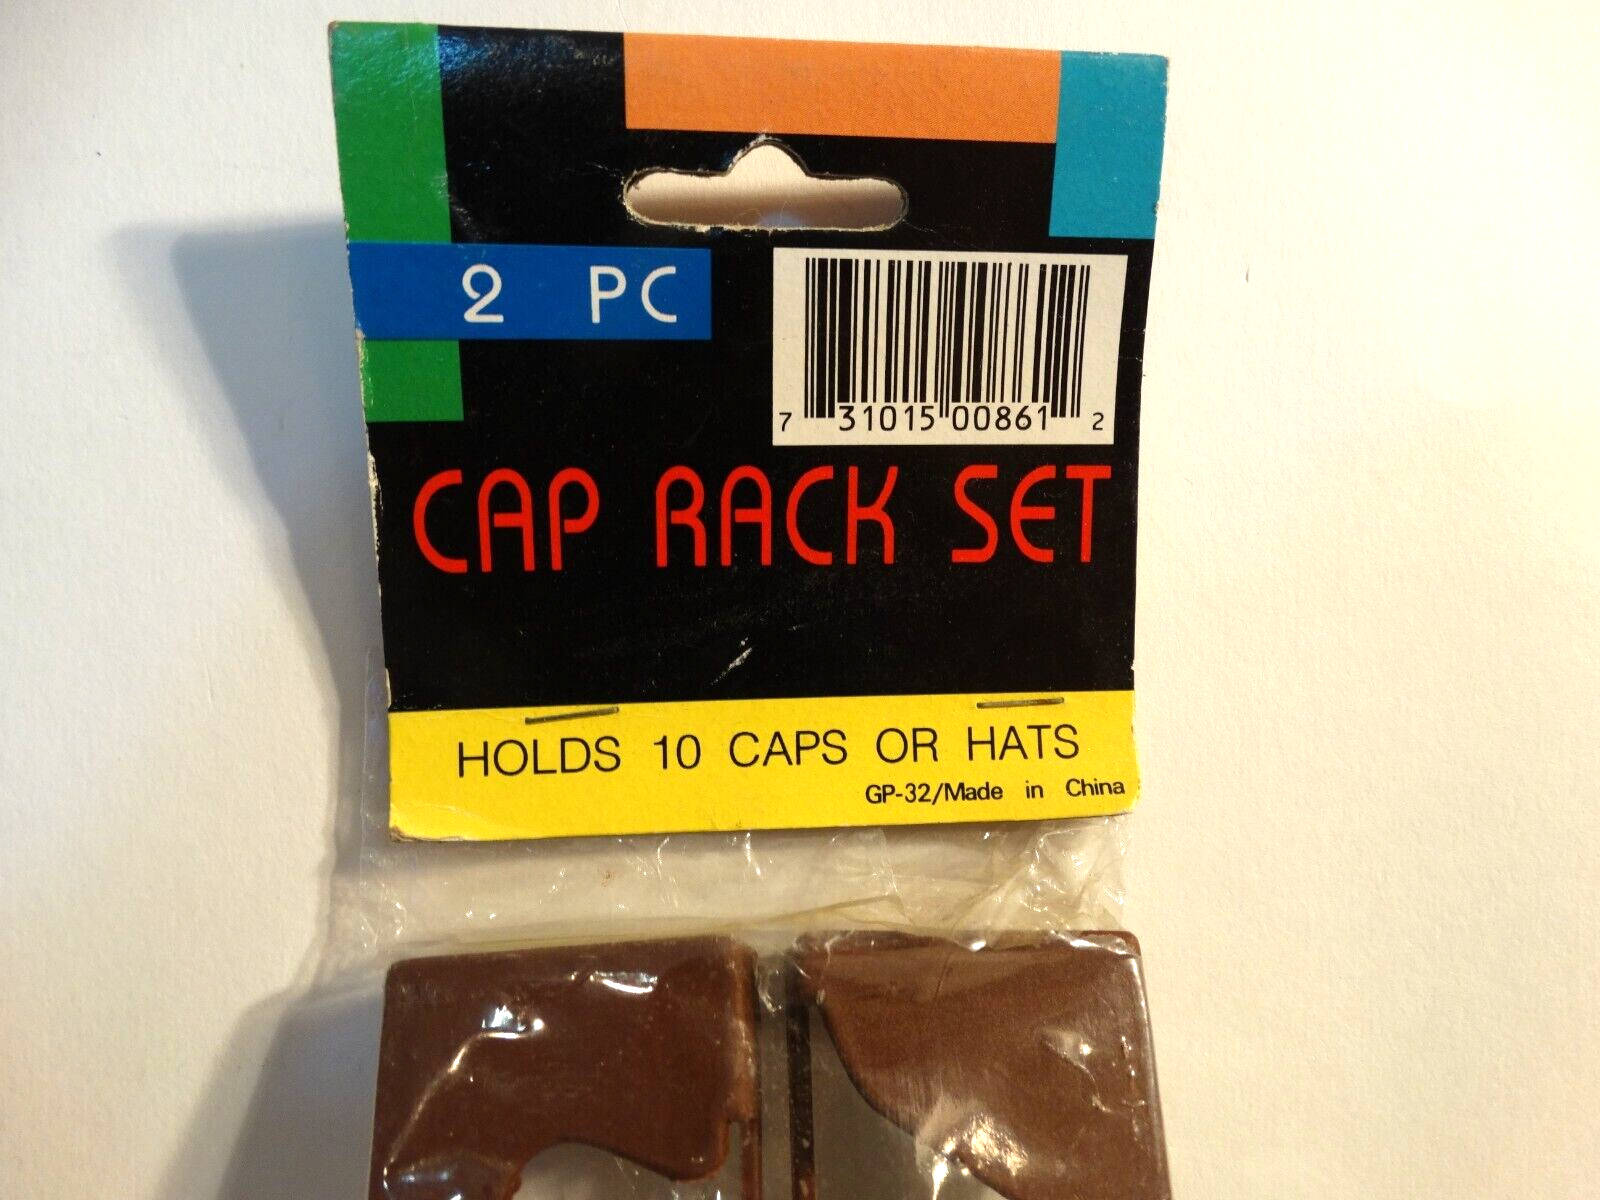 2 PC
7 31015 00861 2
CAP RACK SET
HOLDS 10 CAPS OR HATS
GP-32/Made in China